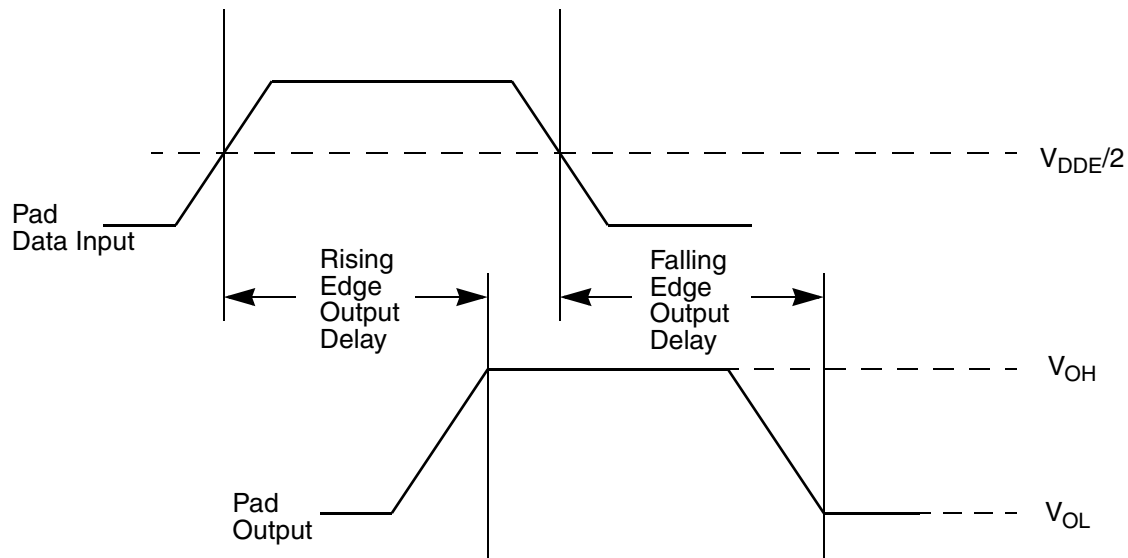 V_DDE/2
Pad
Data Input
Rising
Edge
Output
Delay
Falling
Edge
Output
Delay
V_OH
Pad
Output
V_OL